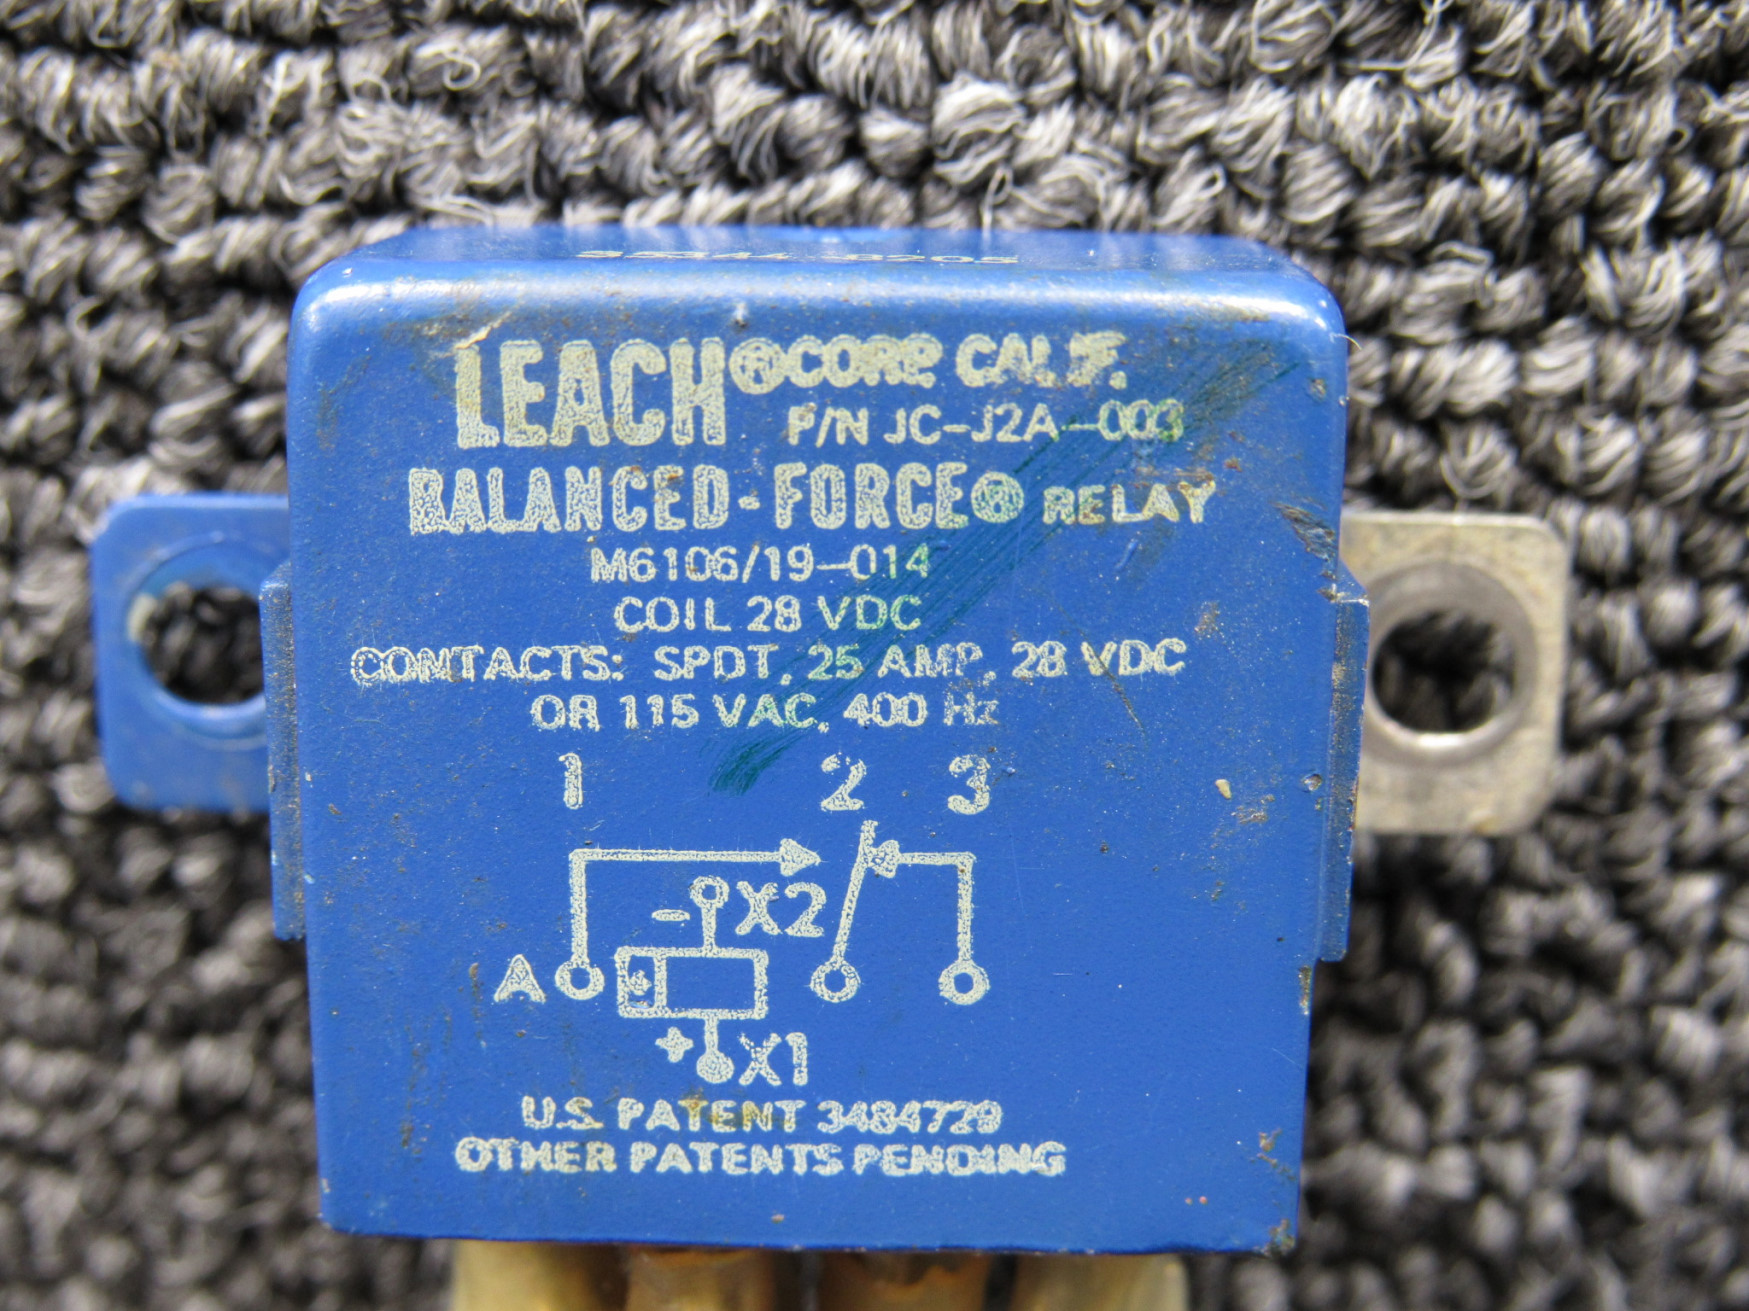 LEACH® CORP. CALIF.
P/N JC-J2A-003
BALANCED-FORCE® RELAY
M6106/19-014
COIL 28 VDC
CONTACTS: SPDT, 25 AMP, 28 VDC
OR 115 VAC, 400 Hz
1 2 3
- X2
A
+ X1
U.S. PATENT 3484729
OTHER PATENTS PENDING